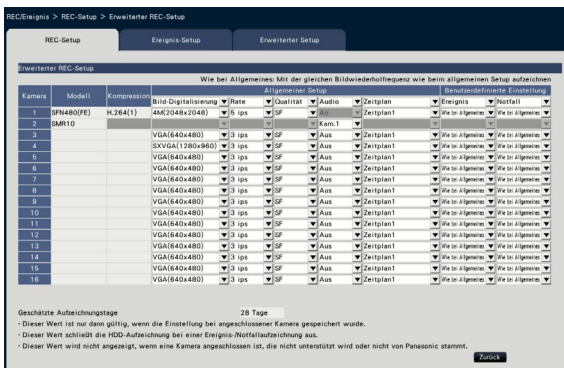 REC/Ereignis > REC-Setup > Erweiterter REC-Setup
REC-Setup Ereignis-Setup Erweiterter Setup
Erweiterter REC-Setup
Wie bei Allgemeines: Mit der gleichen Bildwiederholfrequenz wie beim allgemeinen Setup aufzeichnen
Kamera Modell Kompression Allgemeiner Setup Benutzerdefinierte Einstellung
Bild-Digitalisierung Rate Qualität Audio Zeitplan Ereignis Notfall
1 SFN480(FE) H.264(1) 4M(2048x2048) 5 ips SF An Zeitplan1 Wie bei Allgemeines Wie bei Allgemeines
2 SMR10 Kam.1
3 VGA(640x480) 3 ips SF Aus Zeitplan1 Wie bei Allgemeines Wie bei Allgemeines
4 SXVGA(1280x960) 3 ips SF Aus Zeitplan1 Wie bei Allgemeines Wie bei Allgemeines
5 VGA(640x480) 3 ips SF Aus Zeitplan1 Wie bei Allgemeines Wie bei Allgemeines
6 VGA(640x480) 3 ips SF Aus Zeitplan1 Wie bei Allgemeines Wie bei Allgemeines
7 VGA(640x480) 3 ips SF Aus Zeitplan1 Wie bei Allgemeines Wie bei Allgemeines
8 VGA(640x480) 3 ips SF Aus Zeitplan1 Wie bei Allgemeines Wie bei Allgemeines
9 VGA(640x480) 3 ips SF Aus Zeitplan1 Wie bei Allgemeines Wie bei Allgemeines
10 VGA(640x480) 3 ips SF Aus Zeitplan1 Wie bei Allgemeines Wie bei Allgemeines
11 VGA(640x480) 3 ips SF Aus Zeitplan1 Wie bei Allgemeines Wie bei Allgemeines
12 VGA(640x480) 3 ips SF Aus Zeitplan1 Wie bei Allgemeines Wie bei Allgemeines
13 VGA(640x480) 3 ips SF Aus Zeitplan1 Wie bei Allgemeines Wie bei Allgemeines
14 VGA(640x480) 3 ips SF Aus Zeitplan1 Wie bei Allgemeines Wie bei Allgemeines
15 VGA(640x480) 3 ips SF Aus Zeitplan1 Wie bei Allgemeines Wie bei Allgemeines
16 VGA(640x480) 3 ips SF Aus Zeitplan1 Wie bei Allgemeines Wie bei Allgemeines
Geschätzte Aufzeichnungstage 28 Tage
· Dieser Wert ist nur dann gültig, wenn die Einstellung bei angeschlossener Kamera gespeichert wurde.
· Dieser Wert schließt die HDD-Aufzeichnung bei einer Ereignis-/Notfallaufzeichnung aus.
· Dieser Wert wird nicht angezeigt, wenn eine Kamera angeschlossen ist, die nicht unterstützt wird oder nicht von Panasonic stammt.
Zurück